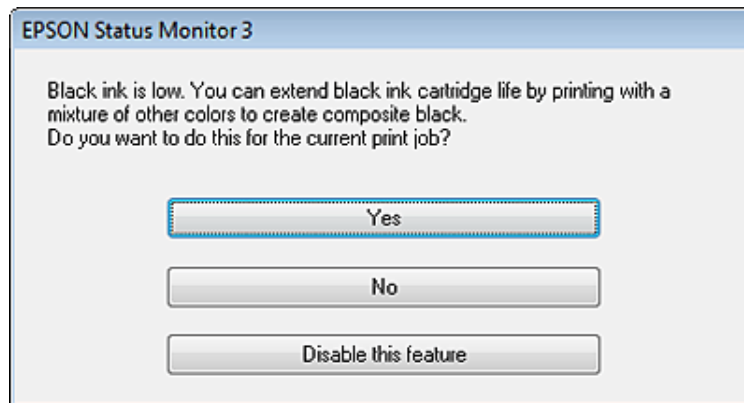 EPSON Status Monitor 3
Black ink is low. You can extend black ink cartridge life by printing with a
mixture of other colors to create composite black.
Do you want to do this for the current print job?
Yes
No
Disable this feature